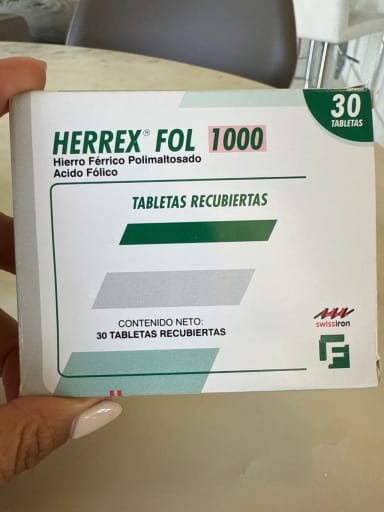 30
TABLETAS
HERREX® FOL 1000
Hierro Férrico Polimaltosado
Acido Fólico
TABLETAS RECUBIERTAS
CONTENIDO NETO:
30 TABLETAS RECUBIERTAS
swissiron